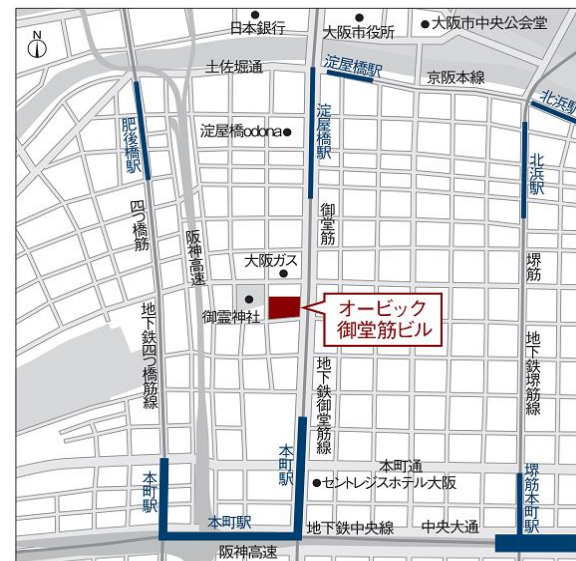 日本銀行
大阪市役所
大阪市中央公会堂
土佐堀通
淀屋橋駅
京阪本線
北浜駅
肥後橋駅
淀屋橋odona
淀屋橋駅
北浜駅
四つ橋筋
阪神高速
御堂筋
堺筋
大阪ガス
御霊神社
オービック
御堂筋ビル
地下鉄四つ橋筋線
地下鉄御堂筋線
地下鉄堺筋線
本町駅
本町駅
本町通
セントレジスホテル大阪
堺筋本町駅
本町駅
地下鉄中央線
中央大通
阪神高速
N